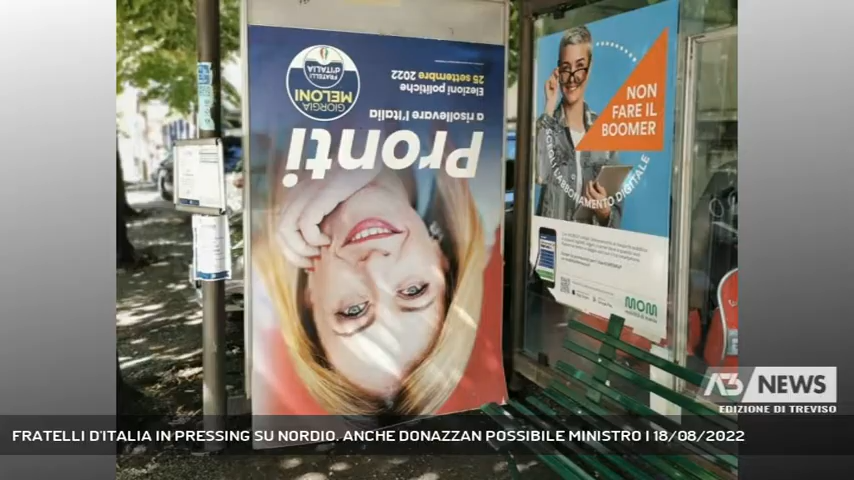 GIORGIA
MELONI
FRATELLI
D'ITALIA
Elezioni politiche
25 settembre 2022
a risollevare l'Italia
Pronti
NON
FARE IL
BOOMER
SCEGLI L'ABBONAMENTO DIGITALE
MOM
A3 NEWS
EDIZIONE DI TREVISO
FRATELLI D'ITALIA IN PRESSING SU NORDIO. ANCHE DONAZZAN POSSIBILE MINISTRO | 18/08/2022